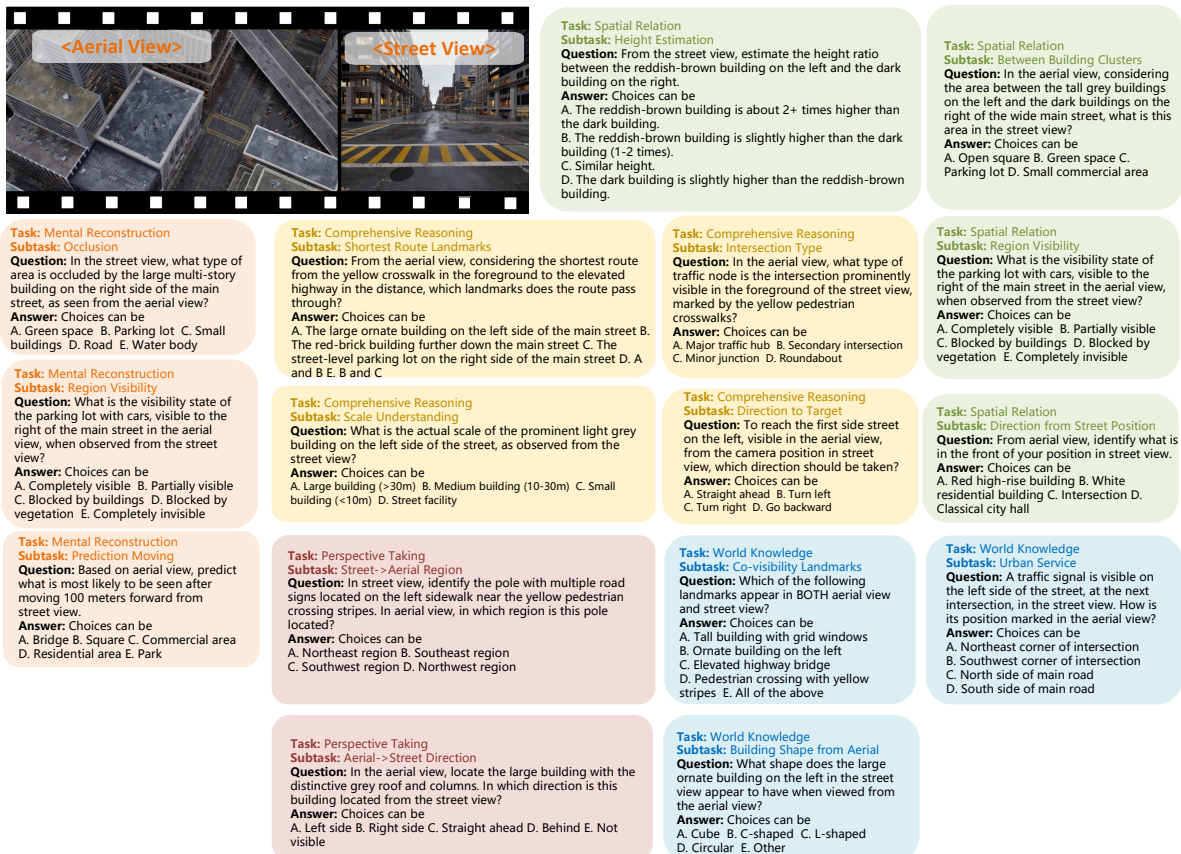 <Aerial View>
<Street View>
Task: Spatial Relation
Subtask: Height Estimation
Question: From the street view, estimate the height ratio
between the reddish-brown building on the left and the dark
building on the right.
Answer: Choices can be
A. The reddish-brown building is about 2+ times higher than
the dark building.
B. The reddish-brown building is slightly higher than the dark
building (1-2 times).
C. Similar height.
D. The dark building is slightly higher than the reddish-brown
building.
Task: Spatial Relation
Subtask: Between Building Clusters
Question: In the aerial view, considering
the area between the tall grey buildings
on the left and the dark buildings on the
right of the wide main street, what is this
area in the street view?
Answer: Choices can be
A. Open square B. Green space C.
Parking lot D. Small commercial area
Task: Mental Reconstruction
Subtask: Occlusion
Question: In the street view, what type of
area is occluded by the large multi-story
building on the right side of the main
street, as seen from the aerial view?
Answer: Choices can be
A. Green space B. Parking lot C. Small
buildings D. Road E. Water body
Task: Comprehensive Reasoning
Subtask: Shortest Route Landmarks
Question: From the aerial view, considering the shortest route
from the yellow crosswalk in the foreground to the elevated
highway in the distance, which landmarks does the route pass
through?
Answer: Choices can be
A. The large ornate building on the left side of the main street B.
The red-brick building further down the main street C. The
street-level parking lot on the right side of the main street D. A
and B E. B and C
Task: Comprehensive Reasoning
Subtask: Intersection Type
Question: In the aerial view, what type of
traffic node is the intersection prominently
visible in the foreground of the street view,
marked by the yellow pedestrian
crosswalks?
Answer: Choices can be
A. Major traffic hub B. Secondary intersection
C. Minor junction D. Roundabout
Task: Spatial Relation
Subtask: Region Visibility
Question: What is the visibility state of
the parking lot with cars, visible to the
right of the main street in the aerial view,
when observed from the street view?
Answer: Choices can be
A. Completely visible B. Partially visible
C. Blocked by buildings D. Blocked by
vegetation E. Completely invisible
Task: Mental Reconstruction
Subtask: Region Visibility
Question: What is the visibility state of
the parking lot with cars, visible to the
right of the main street in the aerial
view, when observed from the street
view?
Answer: Choices can be
A. Completely visible B. Partially visible
C. Blocked by buildings D. Blocked by
vegetation E. Completely invisible
Task: Comprehensive Reasoning
Subtask: Scale Understanding
Question: What is the actual scale of the prominent light grey
building on the left side of the street, as observed from the
street view?
Answer: Choices can be
A. Large building (>30m) B. Medium building (10-30m) C. Small
building (<10m) D. Street facility
Task: Comprehensive Reasoning
Subtask: Direction to Target
Question: To reach the first side street
on the left, visible in the aerial view,
from the camera position in street
view, which direction should be taken?
Answer: Choices can be
A. Straight ahead B. Turn left
C. Turn right D. Go backward
Task: Spatial Relation
Subtask: Direction from Street Position
Question: From aerial view, identify what is
in the front of your position in street view.
Answer: Choices can be
A. Red high-rise building B. White
residential building C. Intersection D.
Classical city hall
Task: Mental Reconstruction
Subtask: Prediction Moving
Question: Based on aerial view, predict
what is most likely to be seen after
moving 100 meters forward from
street view.
Answer: Choices can be
A. Bridge B. Square C. Commercial area
D. Residential area E. Park
Task: Perspective Taking
Subtask: Street->Aerial Region
Question: In street view, identify the pole with multiple road
signs located on the left sidewalk near the yellow pedestrian
crossing stripes. In aerial view, in which region is this pole
located?
Answer: Choices can be
A. Northeast region B. Southeast region
C. Southwest region D. Northwest region
Task: World Knowledge
Subtask: Co-visibility Landmarks
Question: Which of the following
landmarks appear in BOTH aerial view
and street view?
Answer: Choices can be
A. Tall building with grid windows
B. Ornate building on the left
C. Elevated highway bridge
D. Pedestrian crossing with yellow
stripes E. All of the above
Task: World Knowledge
Subtask: Urban Service
Question: A traffic signal is visible on
the left side of the street, at the next
intersection, in the street view. How is
its position marked in the aerial view?
Answer: Choices can be
A. Northeast corner of intersection
B. Southwest corner of intersection
C. North side of main road
D. South side of main road
Task: Perspective Taking
Subtask: Aerial->Street Direction
Question: In the aerial view, locate the large building with the
distinctive grey roof and columns. In which direction is this
building located from the street view?
Answer: Choices can be
A. Left side B. Right side C. Straight ahead D. Behind E. Not
visible
Task: World Knowledge
Subtask: Building Shape from Aerial
Question: What shape does the large
ornate building on the left in the street
view appear to have when viewed from
the aerial view?
Answer: Choices can be
A. Cube B. C-shaped C. L-shaped
D. Circular E. Other